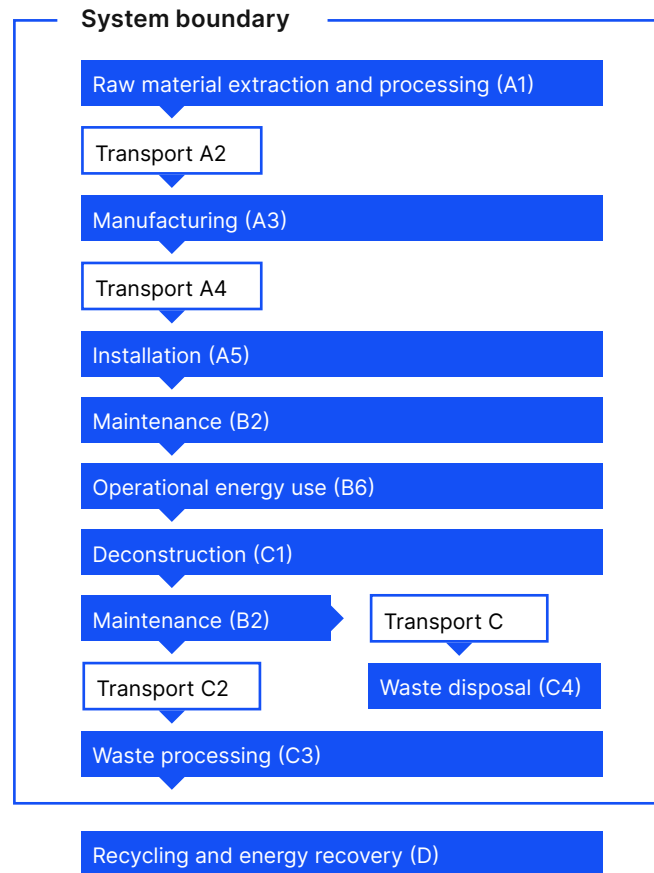 System boundary
Raw material extraction and processing (A1)
Transport A2
Manufacturing (A3)
Transport A4
Installation (A5)
Maintenance (B2)
Operational energy use (B6)
Deconstruction (C1)
Maintenance (B2)
Transport C
Transport C2
Waste disposal (C4)
Waste processing (C3)
Recycling and energy recovery (D)